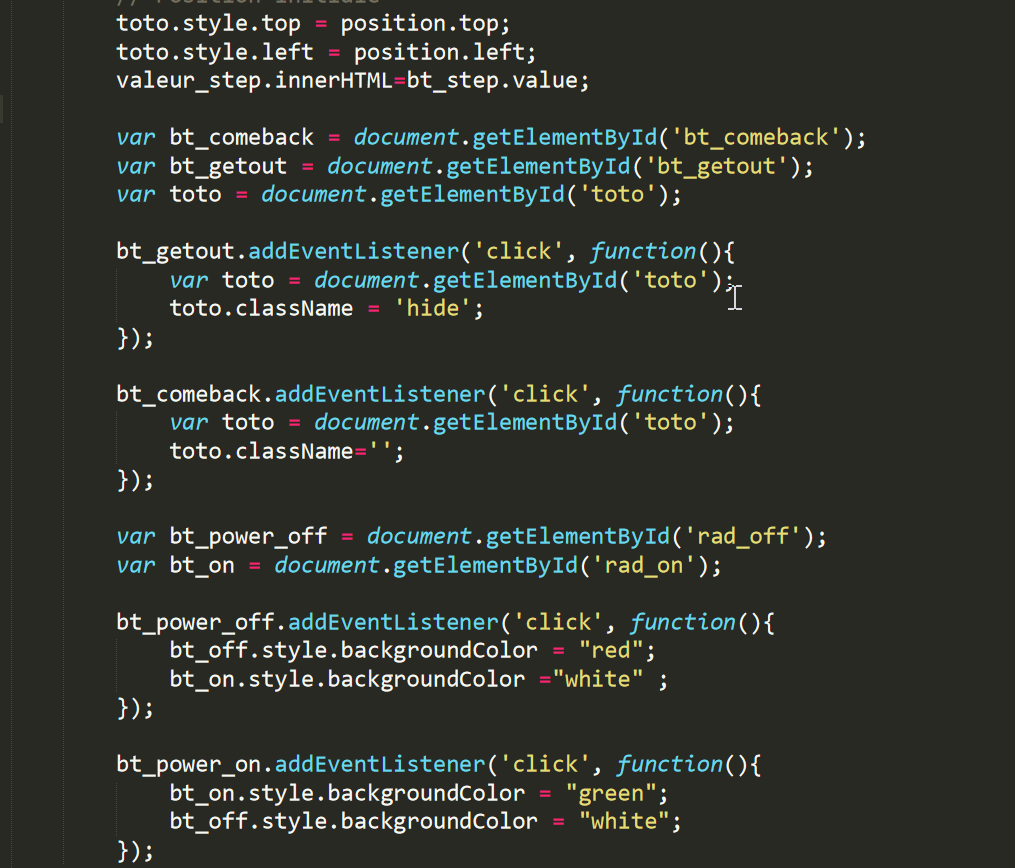 toto.style.top = position.top;
toto.style.left = position.left;
valeur_step.innerHTML=bt_step.value;
var bt_comeback = document.getElementById('bt_comeback');
var bt_getout = document.getElementById('bt_getout');
var toto = document.getElementById('toto');
bt_getout.addEventListener('click', function(){
var toto = document.getElementById('toto');
toto.className = 'hide';
});
bt_comeback.addEventListener('click', function(){
var toto = document.getElementById('toto');
toto.className='';
});
var bt_power_off = document.getElementById('rad_off');
var bt_on = document.getElementById('rad_on');
bt_power_off.addEventListener('click', function(){
bt_off.style.backgroundColor = "red";
bt_on.style.backgroundColor ="white" ;
});
bt_power_on.addEventListener('click', function(){
bt_on.style.backgroundColor = "green";
bt_off.style.backgroundColor = "white";
});